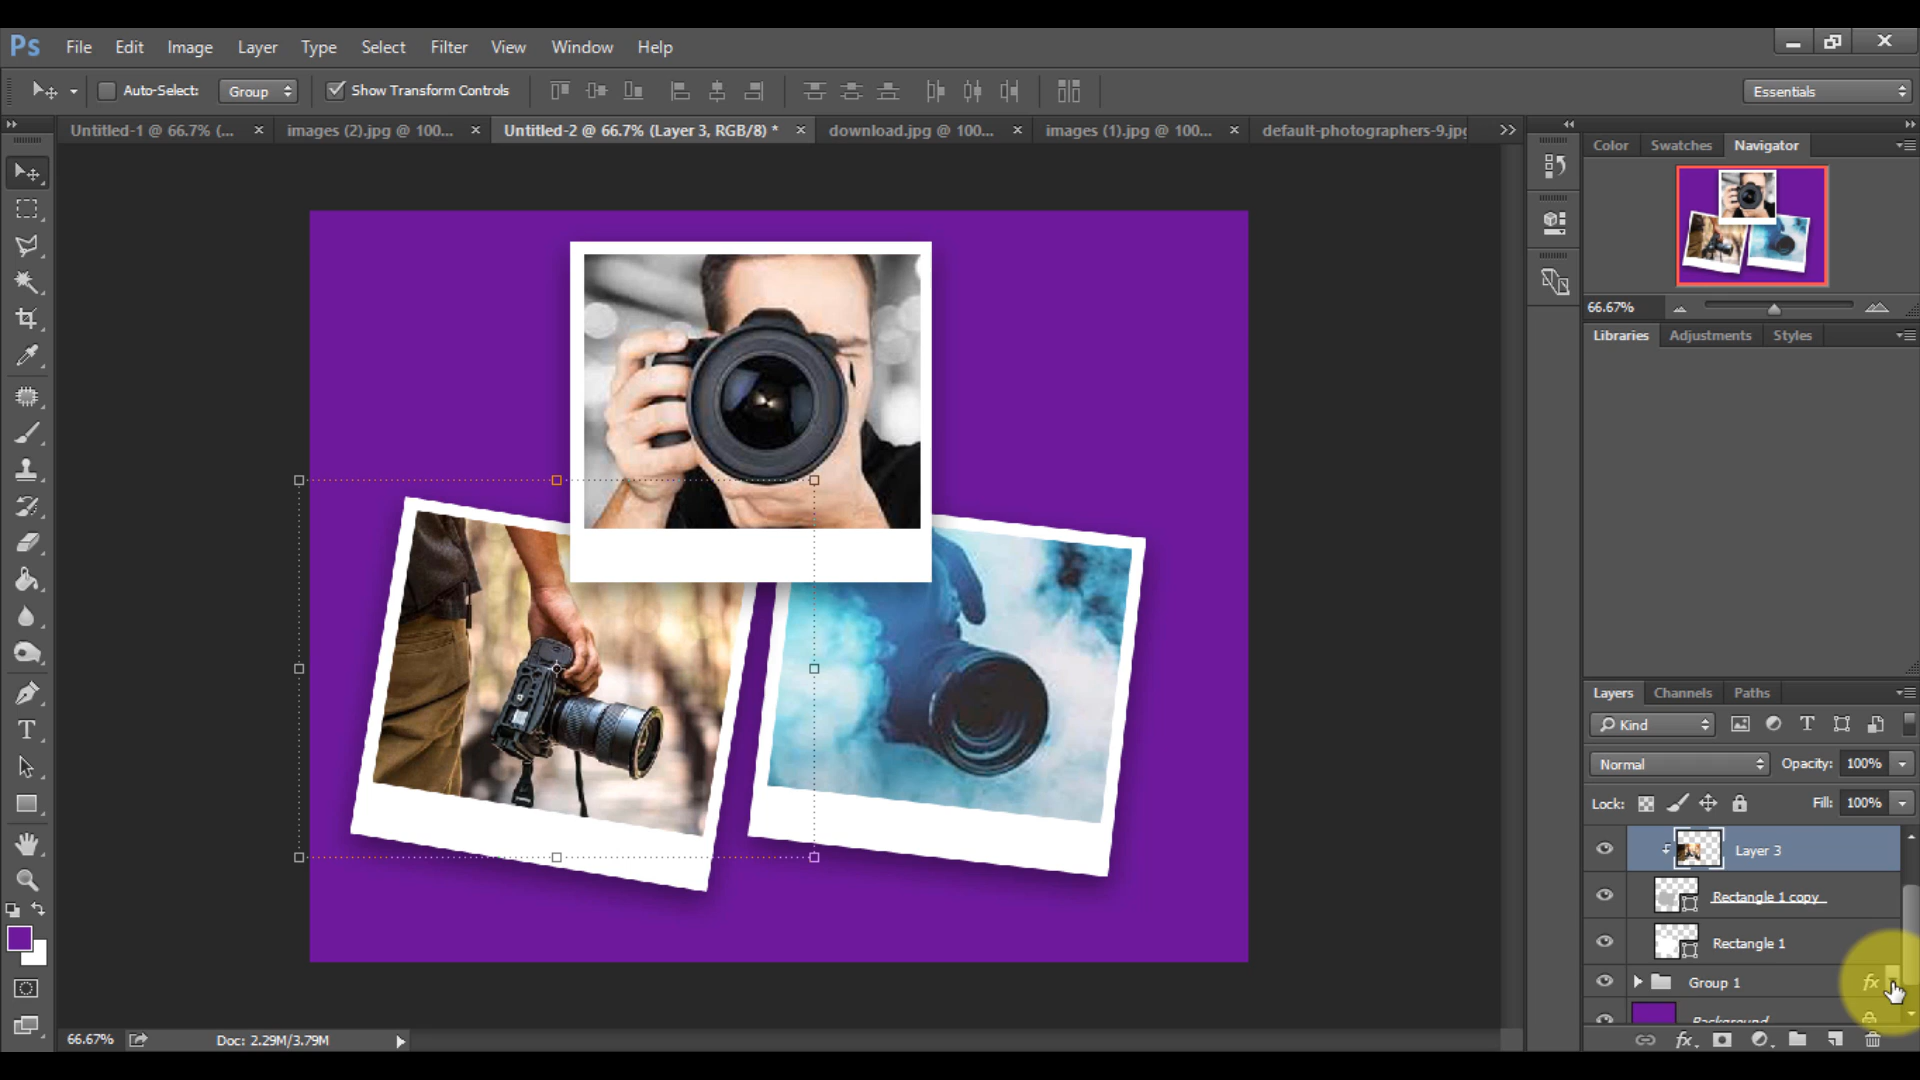 Ps File Edit Image Layer Type Select Filter View Window Help
Auto-Select: Group Show Transform Controls Essentials
Untitled-1 @ 66.7% (... images (2).jpg @ 100... Untitled-2 @ 66.7% (Layer 3, RGB/8) * download.jpg @ 100... images (1).jpg @ 100... default-photographers-9.jpg
Color Swatches Navigator
66.67%
Libraries Adjustments Styles
Layers Channels Paths
Kind T
Normal Opacity: 100%
Lock: Fill: 100%
Layer 3
Rectangle 1 copy
Rectangle 1
Group 1 fx
Background
66.67% Doc: 2.29M/3.79M fx